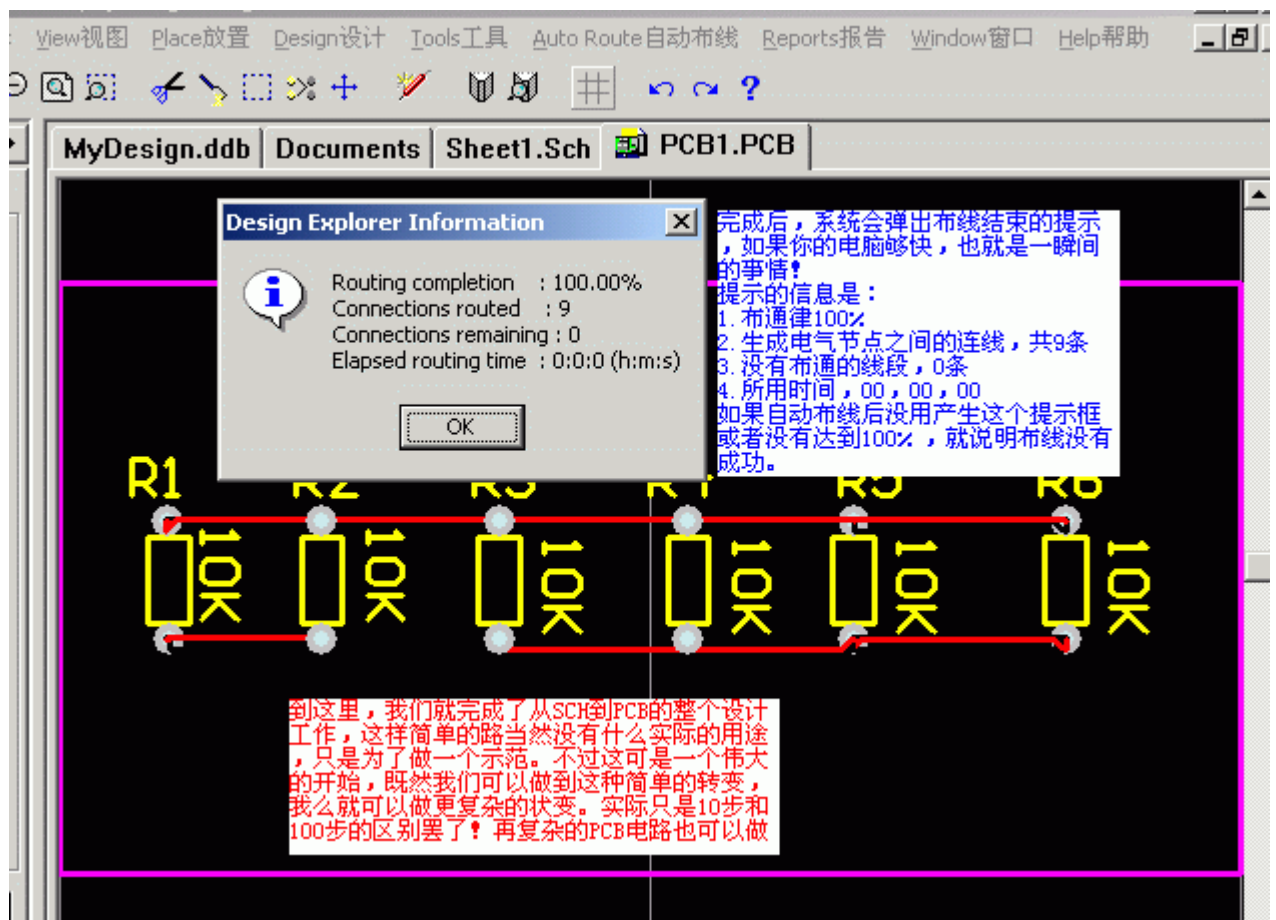 View视图 Place放置 Design设计 Tools工具 Auto Route自动布线 Reports报告 Window窗口 Help帮助
MyDesign.ddb Documents Sheet1.Sch PCB1.PCB
Design Explorer Information
Routing completion : 100.00%
Connections routed : 9
Connections remaining : 0
Elapsed routing time : 0:0:0 (h:m:s)
OK
完成后，系统会弹出布线结束的提示
，如果你的电脑够快，也就是一瞬间
的事情！
提示的信息是：
1.布通律100%
2.生成电气节点之间的连线，共9条
3.没有布通的线段，0条
4.所用时间，00，00，00
如果自动布线后没用产生这个提示框
或者没有达到100%，就说明布线没有
成功。
R1 R2 R3 R4 R5 R6
10K 10K 10K 10K 10K 10K
到这里，我们就完成了从SCH到PCB的整个设计
工作，这样简单的路当然没有什么实际的用途
，只是为了做一个示范。不过这可是一个伟大
的开始，既然我们可以做到这种简单的转变，
我么就可以做更复杂的状变。实际只是10步和
100步的区别罢了！再复杂的PCB电路也可以做